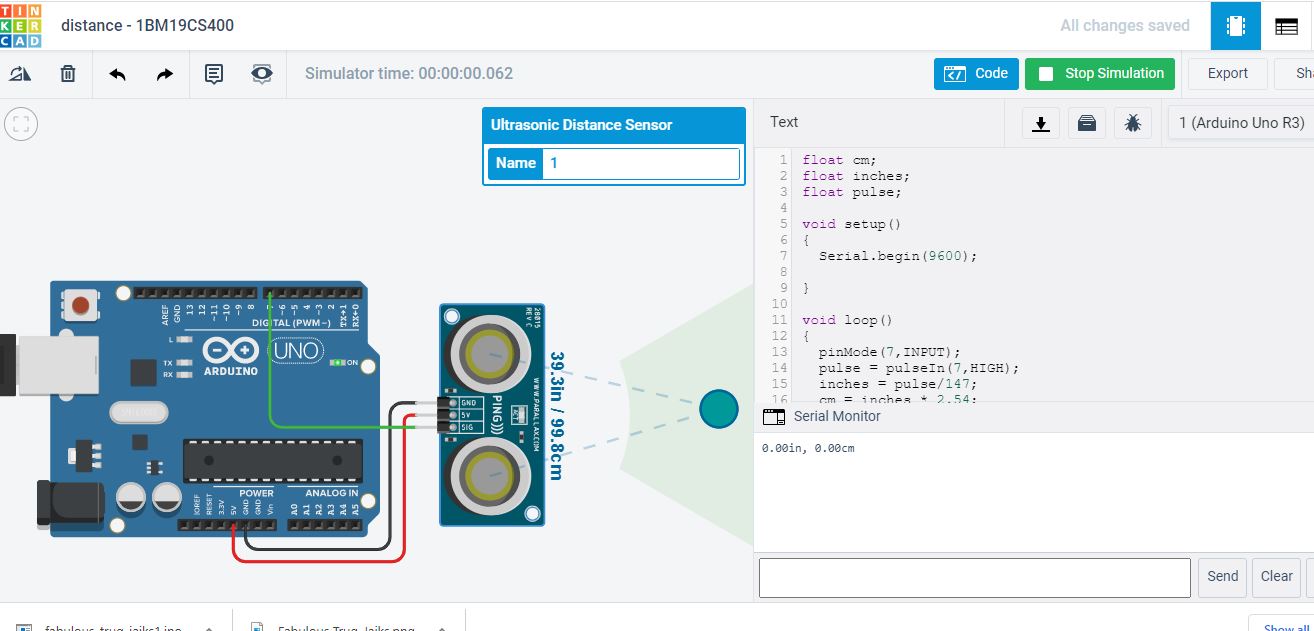 TIN
KER
CAD
distance - 1BM19CS400
All changes saved
Simulator time: 00:00:00.062
Code
Stop Simulation
Export
Sha
Ultrasonic Distance Sensor
Name 1
Text
1 (Arduino Uno R3)
1 float cm;
2 float inches;
3 float pulse;
4
5 void setup()
6 {
7 Serial.begin(9600);
8
9 }
10
11 void loop()
12 {
13 pinMode(7,INPUT);
14 pulse = pulseIn(7,HIGH);
15 inches = pulse/147;
16 cm = inches * 2.54;
Serial Monitor
0.00in, 0.00cm
Send
Clear
AREF
GND
13
12
~11
~10
~9
8
7
~6
~5
4
~3
2
TX→1
RX←0
DIGITAL (PWM~)
L
TX
RX
ARDUINO
UNO
ON
POWER
ANALOG IN
IOREF
RESET
3.3V
5V
GND
GND
Vin
A0
A1
A2
A3
A4
A5
28015
REV C
PING)))
WWW.PARALLAX.COM
GND
5V
SIG
39.3in / 99.8cm
fabulous_truq_jaiks1.ino
Fabulous Truq-Jaiks.png
Show all